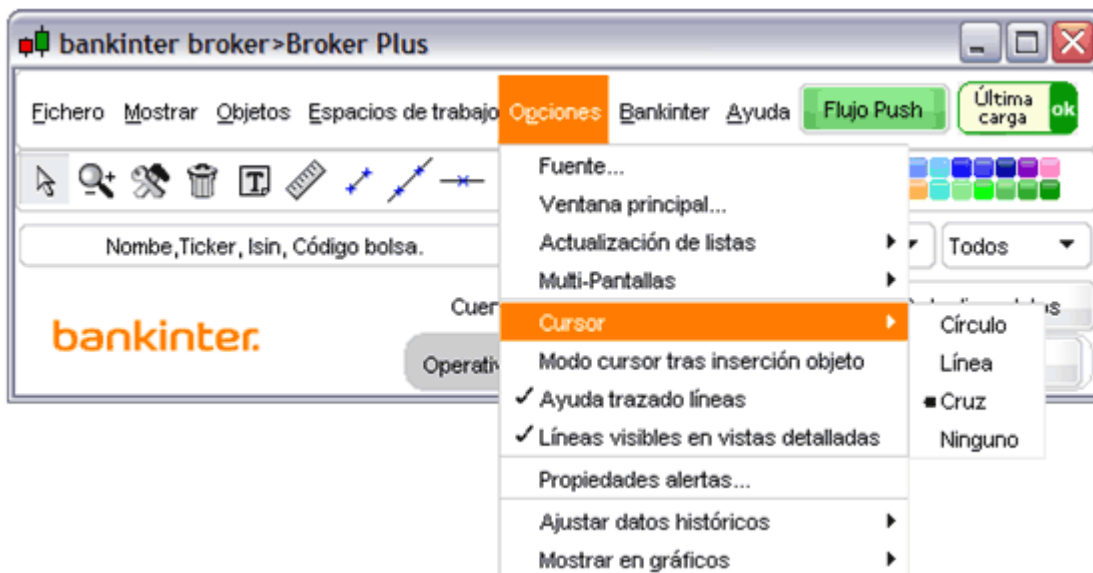 bankinter broker>Broker Plus
Fichero Mostrar Objetos Espacios de trabajo Opciones Bankinter Ayuda Flujo Push Última carga ok
Fuente...
Ventana principal...
Nombe,Ticker, Isin, Código bolsa.
Actualización de listas
Todos
Multi-Pantallas
bankinter.
Cursor
Círculo
Modo cursor tras inserción objeto
Línea
Ayuda trazado líneas
Cruz
Líneas visibles en vistas detalladas
Ninguno
Propiedades alertas...
Ajustar datos históricos
Mostrar en gráficos